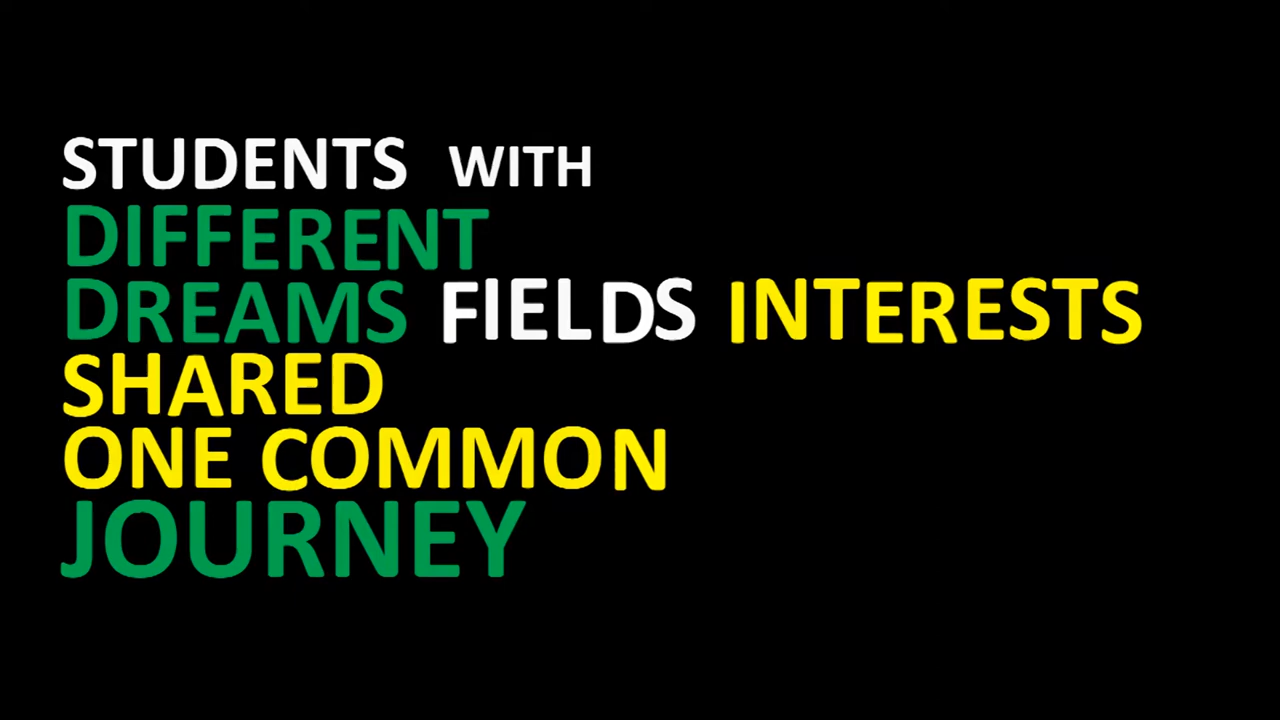 STUDENTS WITH
DIFFERENT
DREAMS FIELDS INTERESTS
SHARED
ONE COMMON
JOURNEY